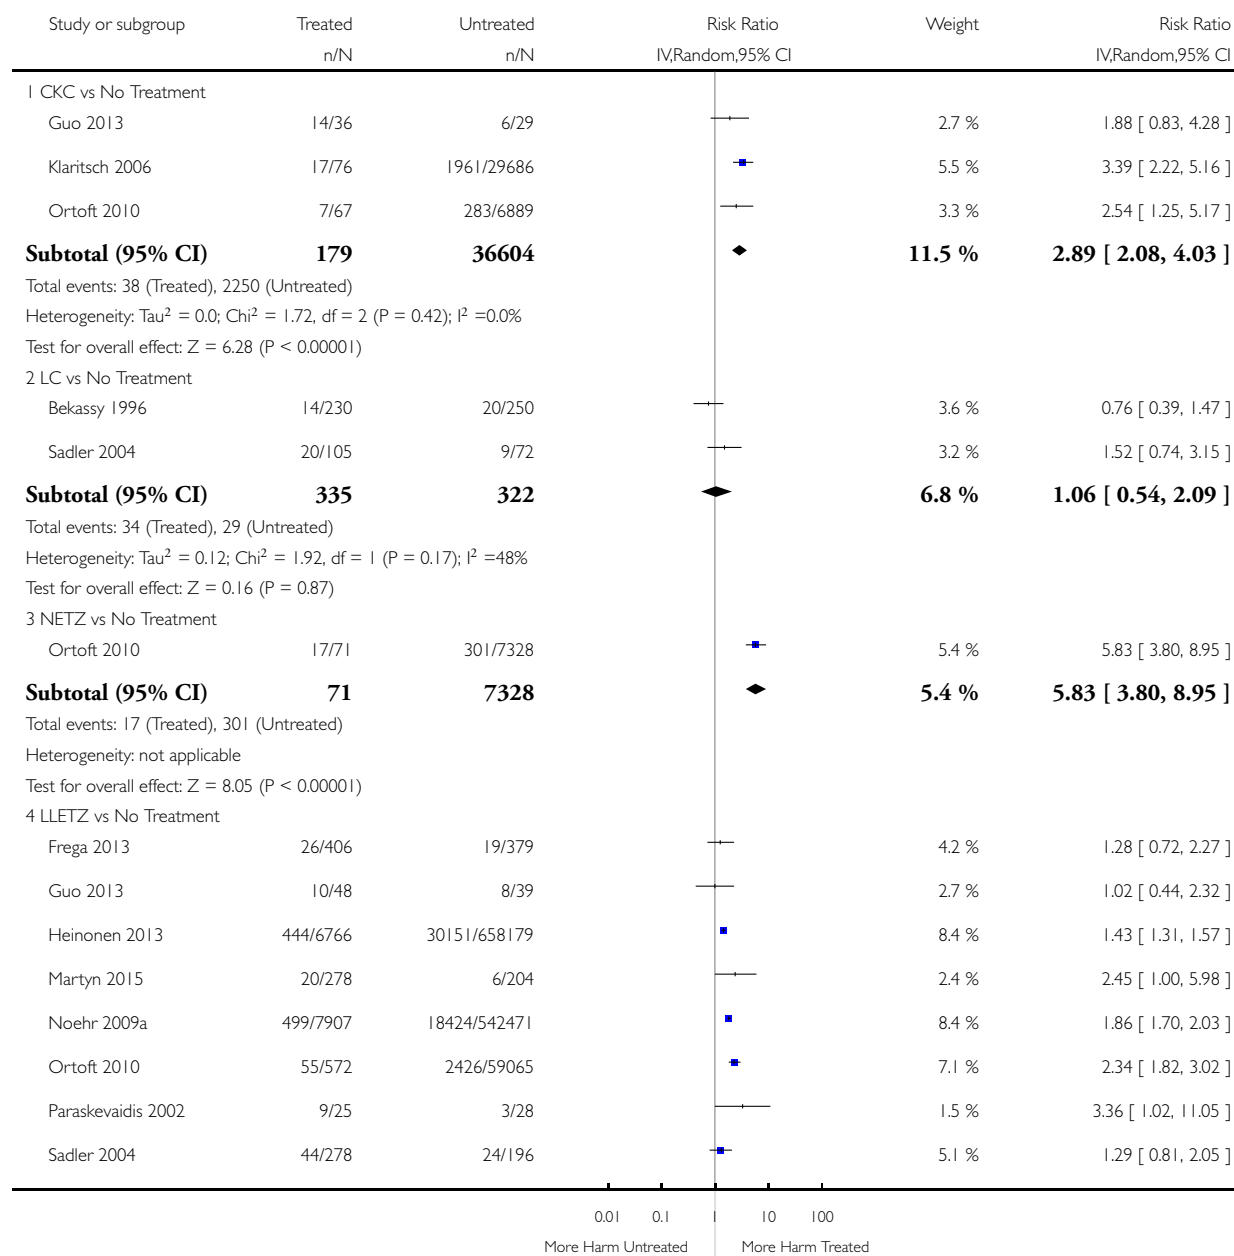 Study or subgroup Treated Untreated Risk Ratio Weight Risk Ratio
n/N n/N IV,Random,95% CI IV,Random,95% CI
1 CKC vs No Treatment
Guo 2013 14/36 6/29 2.7 % 1.88 [ 0.83, 4.28 ]
Klaritsch 2006 17/76 1961/29686 5.5 % 3.39 [ 2.22, 5.16 ]
Ortoft 2010 7/67 283/6889 3.3 % 2.54 [ 1.25, 5.17 ]
Subtotal (95% CI) 179 36604 11.5 % 2.89 [ 2.08, 4.03 ]
Total events: 38 (Treated), 2250 (Untreated)
Heterogeneity: Tau² = 0.0; Chi² = 1.72, df = 2 (P = 0.42); I² =0.0%
Test for overall effect: Z = 6.28 (P < 0.00001)
2 LC vs No Treatment
Bekassy 1996 14/230 20/250 3.6 % 0.76 [ 0.39, 1.47 ]
Sadler 2004 20/105 9/72 3.2 % 1.52 [ 0.74, 3.15 ]
Subtotal (95% CI) 335 322 6.8 % 1.06 [ 0.54, 2.09 ]
Total events: 34 (Treated), 29 (Untreated)
Heterogeneity: Tau² = 0.12; Chi² = 1.92, df = 1 (P = 0.17); I² =48%
Test for overall effect: Z = 0.16 (P = 0.87)
3 NETZ vs No Treatment
Ortoft 2010 17/71 301/7328 5.4 % 5.83 [ 3.80, 8.95 ]
Subtotal (95% CI) 71 7328 5.4 % 5.83 [ 3.80, 8.95 ]
Total events: 17 (Treated), 301 (Untreated)
Heterogeneity: not applicable
Test for overall effect: Z = 8.05 (P < 0.00001)
4 LLETZ vs No Treatment
Frega 2013 26/406 19/379 4.2 % 1.28 [ 0.72, 2.27 ]
Guo 2013 10/48 8/39 2.7 % 1.02 [ 0.44, 2.32 ]
Heinonen 2013 444/6766 30151/658179 8.4 % 1.43 [ 1.31, 1.57 ]
Martyn 2015 20/278 6/204 2.4 % 2.45 [ 1.00, 5.98 ]
Noehr 2009a 499/7907 18424/542471 8.4 % 1.86 [ 1.70, 2.03 ]
Ortoft 2010 55/572 2426/59065 7.1 % 2.34 [ 1.82, 3.02 ]
Paraskevaidis 2002 9/25 3/28 1.5 % 3.36 [ 1.02, 11.05 ]
Sadler 2004 44/278 24/196 5.1 % 1.29 [ 0.81, 2.05 ]
0.01 0.1 1 10 100
More Harm Untreated More Harm Treated